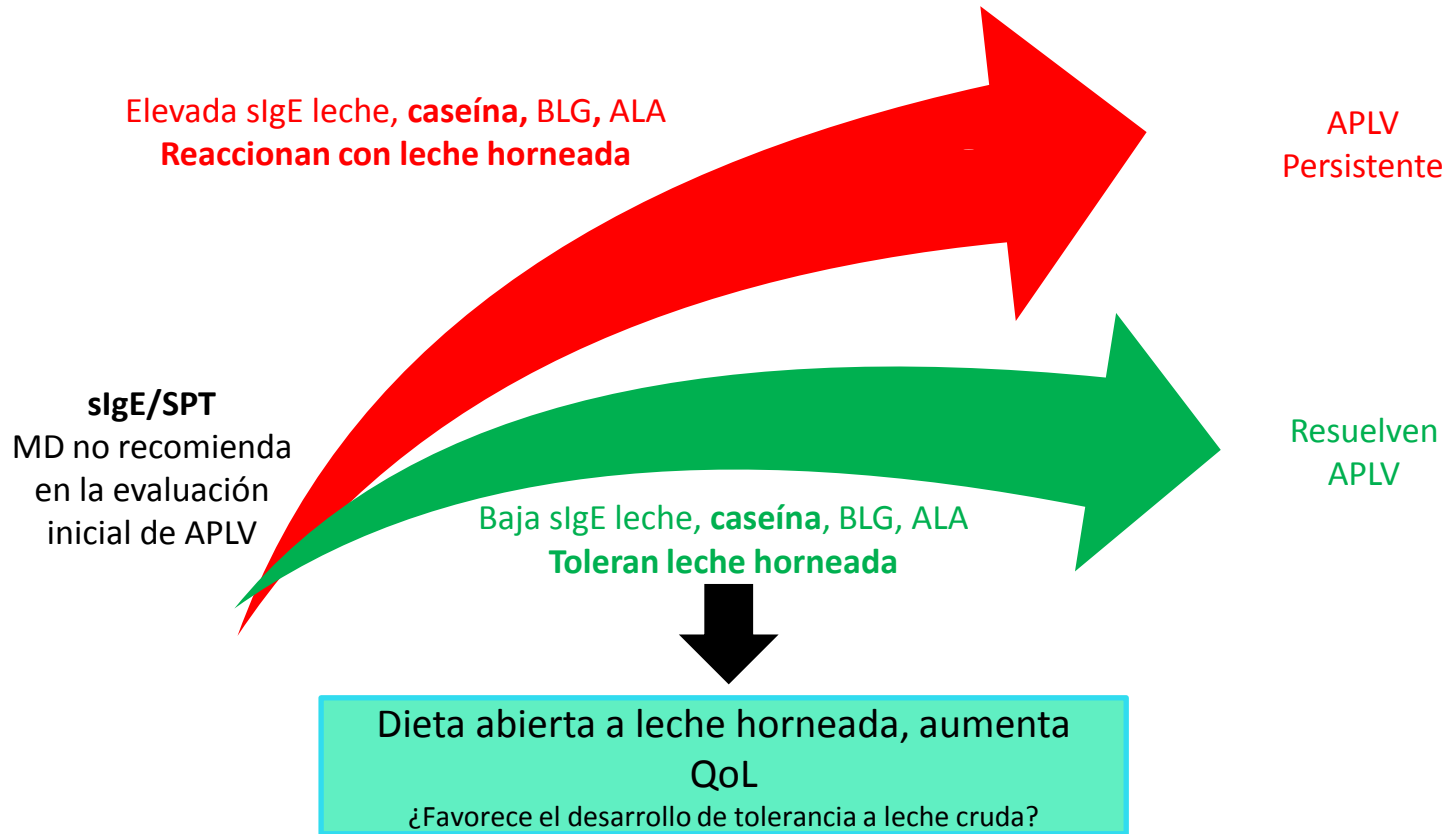 Elevada sIgE leche, caseína, BLG, ALA
Reaccionan con leche horneada
APLV
Persistente
sIgE/SPT
MD no recomienda
en la evaluación
inicial de APLV
Resuelven
APLV
Baja sIgE leche, caseína, BLG, ALA
Toleran leche horneada
Dieta abierta a leche horneada, aumenta
QoL
¿Favorece el desarrollo de tolerancia a leche cruda?